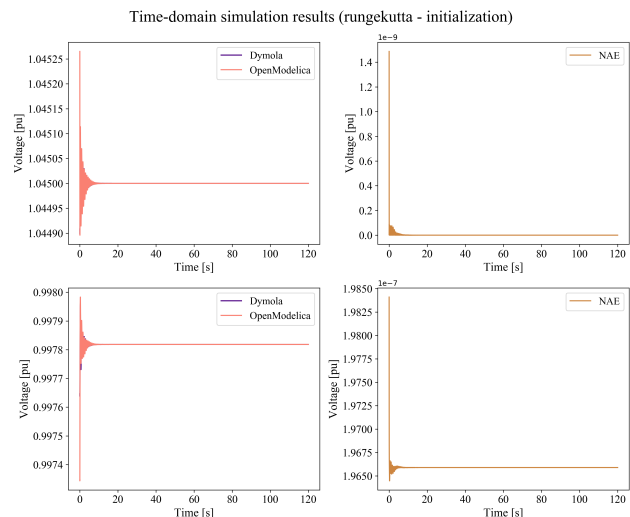 Time-domain simulation results (rungekutta - initialization)
Dymola
OpenModelica
1.04525
1.04520
1.04515
1.04510
1.04505
1.04500
1.04495
1.04490
Voltage [pu]
0 20 40 60 80 100 120
Time [s]
1e−9
NAE
1.4
1.2
1.0
0.8
0.6
0.4
0.2
0.0
Voltage [pu]
0 20 40 60 80 100 120
Time [s]
Dymola
OpenModelica
0.9980
0.9979
0.9978
0.9977
0.9976
0.9975
0.9974
Voltage [pu]
0 20 40 60 80 100 120
Time [s]
1e−7
NAE
1.9850
1.9825
1.9800
1.9775
1.9750
1.9725
1.9700
1.9675
1.9650
Voltage [pu]
0 20 40 60 80 100 120
Time [s]